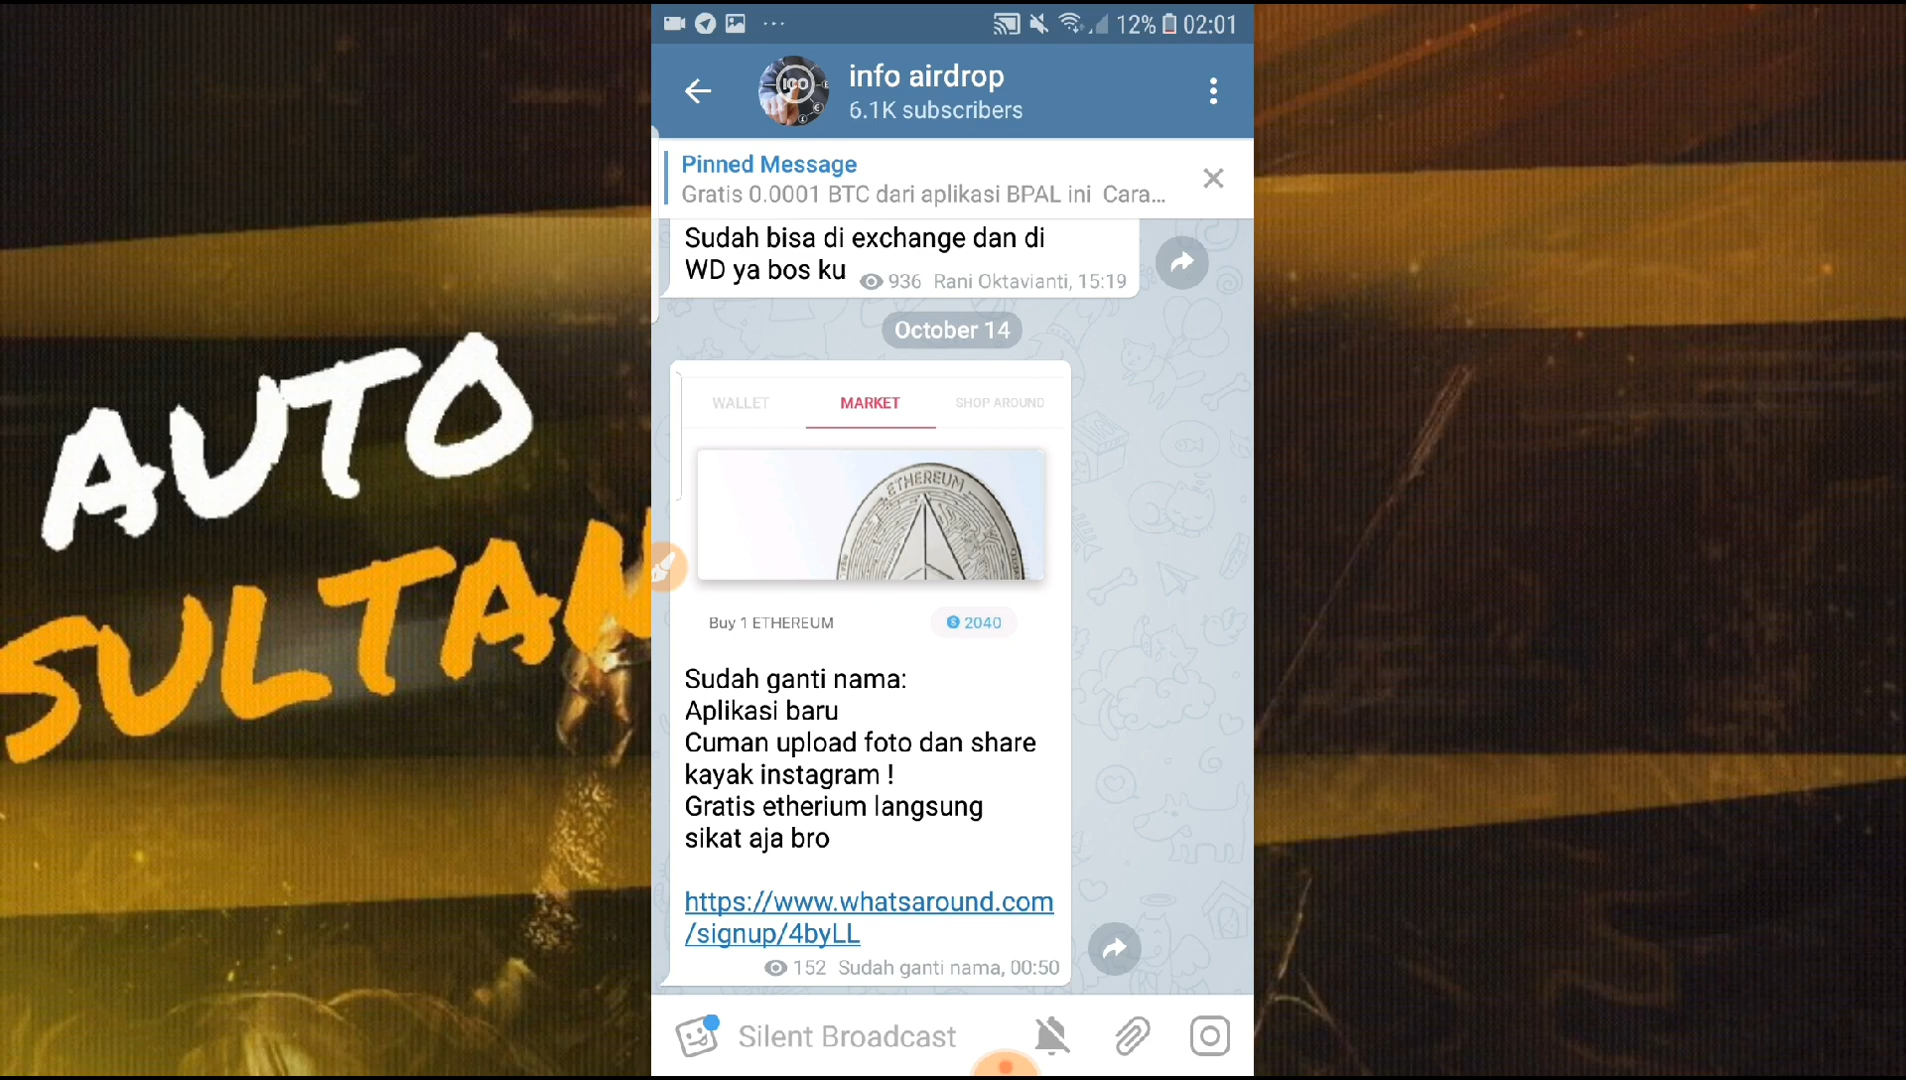 12% 02:01
ICO
info airdrop
6.1K subscribers
Pinned Message
Gratis 0.0001 BTC dari aplikasi BPAL ini Cara...
Sudah bisa di exchange dan di
WD ya bos ku
936 Rani Oktavianti, 15:19
October 14
WALLET MARKET SHOP AROUND
ETHEREUM
Buy 1 ETHEREUM
2040
Sudah ganti nama:
Aplikasi baru
Cuman upload foto dan share
kayak instagram !
Gratis etherium langsung
sikat aja bro
https://www.whatsaround.com
/signup/4byLL
152 Sudah ganti nama, 00:50
Silent Broadcast
AUTO
SULTAN